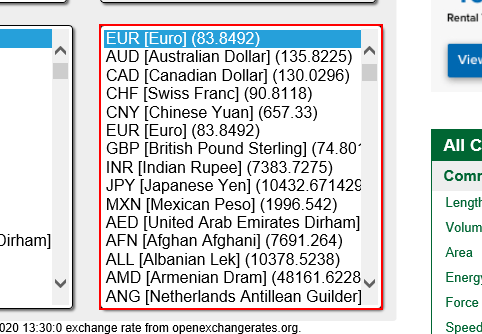 EUR [Euro] (83.8492)
AUD [Australian Dollar] (135.8225)
CAD [Canadian Dollar] (130.0296)
CHF [Swiss Franc] (90.8118)
CNY [Chinese Yuan] (657.33)
EUR [Euro] (83.8492)
GBP [British Pound Sterling] (74.801
INR [Indian Rupee] (7383.7275)
JPY [Japanese Yen] (10432.671429
MXN [Mexican Peso] (1996.542)
AED [United Arab Emirates Dirham]
AFN [Afghan Afghani] (7691.264)
ALL [Albanian Lek] (10378.5238)
AMD [Armenian Dram] (48161.6228
ANG [Netherlands Antillean Guilder]
Dirham]
020 13:30:0 exchange rate from openexchangerates.org.
Rental
View
All C
Comm
Length
Volum
Area
Energy
Force
Speed